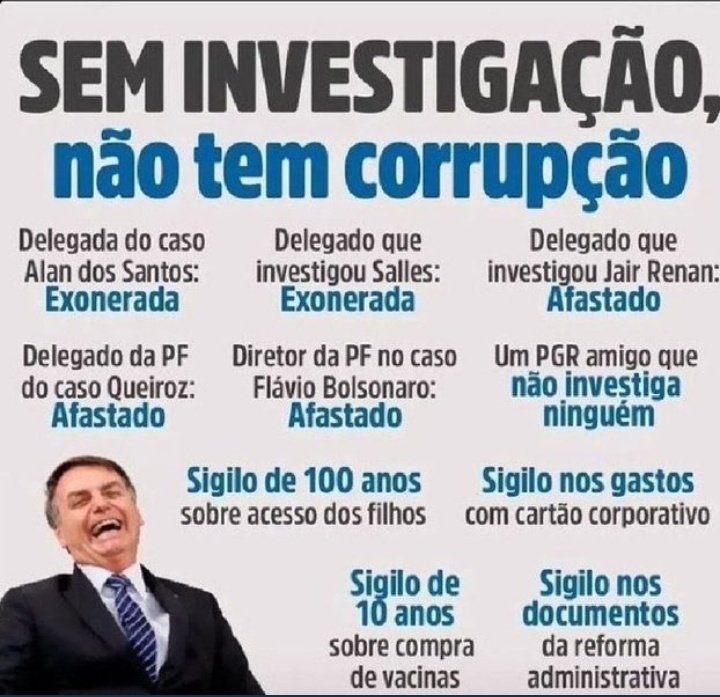 SEM INVESTIGAÇÃO,
não tem corrupção
Delegada do caso
Alan dos Santos:
Exonerada
Delegado que
investigou Salles:
Exonerada
Delegado que
investigou Jair Renan:
Afastado
Delegado da PF
do caso Queiroz:
Afastado
Diretor da PF no caso
Flávio Bolsonaro:
Afastado
Um PGR amigo que
não investiga
ninguém
Sigilo de 100 anos
sobre acesso dos filhos
Sigilo nos gastos
com cartão corporativo
Sigilo de
10 anos
sobre compra
de vacinas
Sigilo nos
documentos
da reforma
administrativa